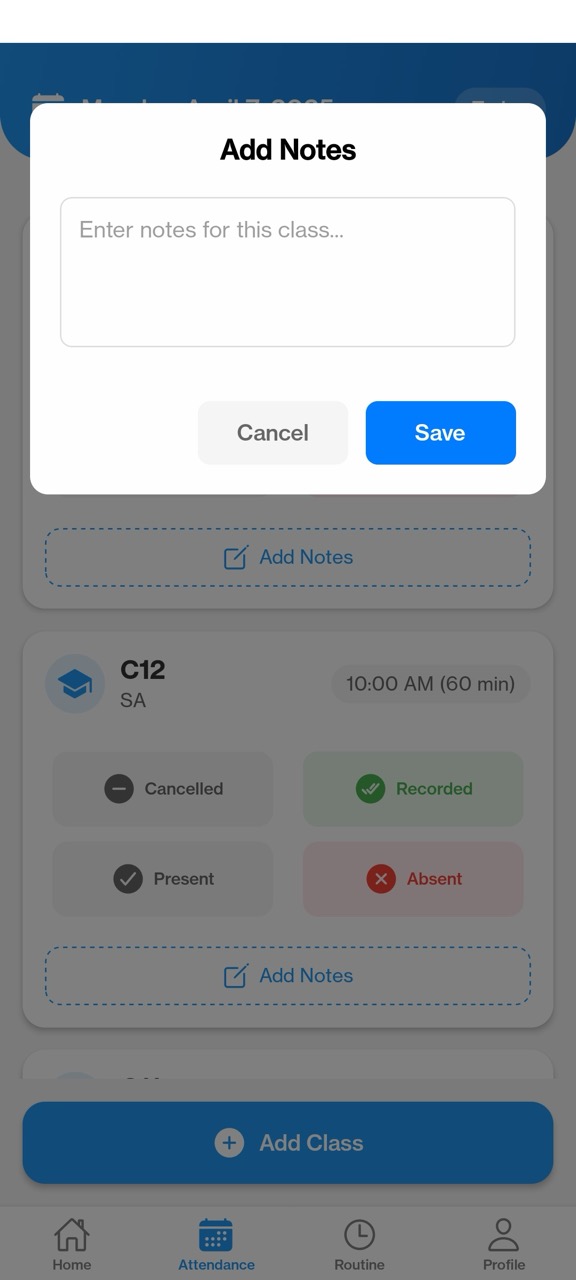 Add Notes
Enter notes for this class...
Cancel
Save
Add Notes
C12
10:00 AM (60 min)
SA
Cancelled
Recorded
Present
Absent
Add Notes
Add Class
Home
Attendance
Routine
Profile